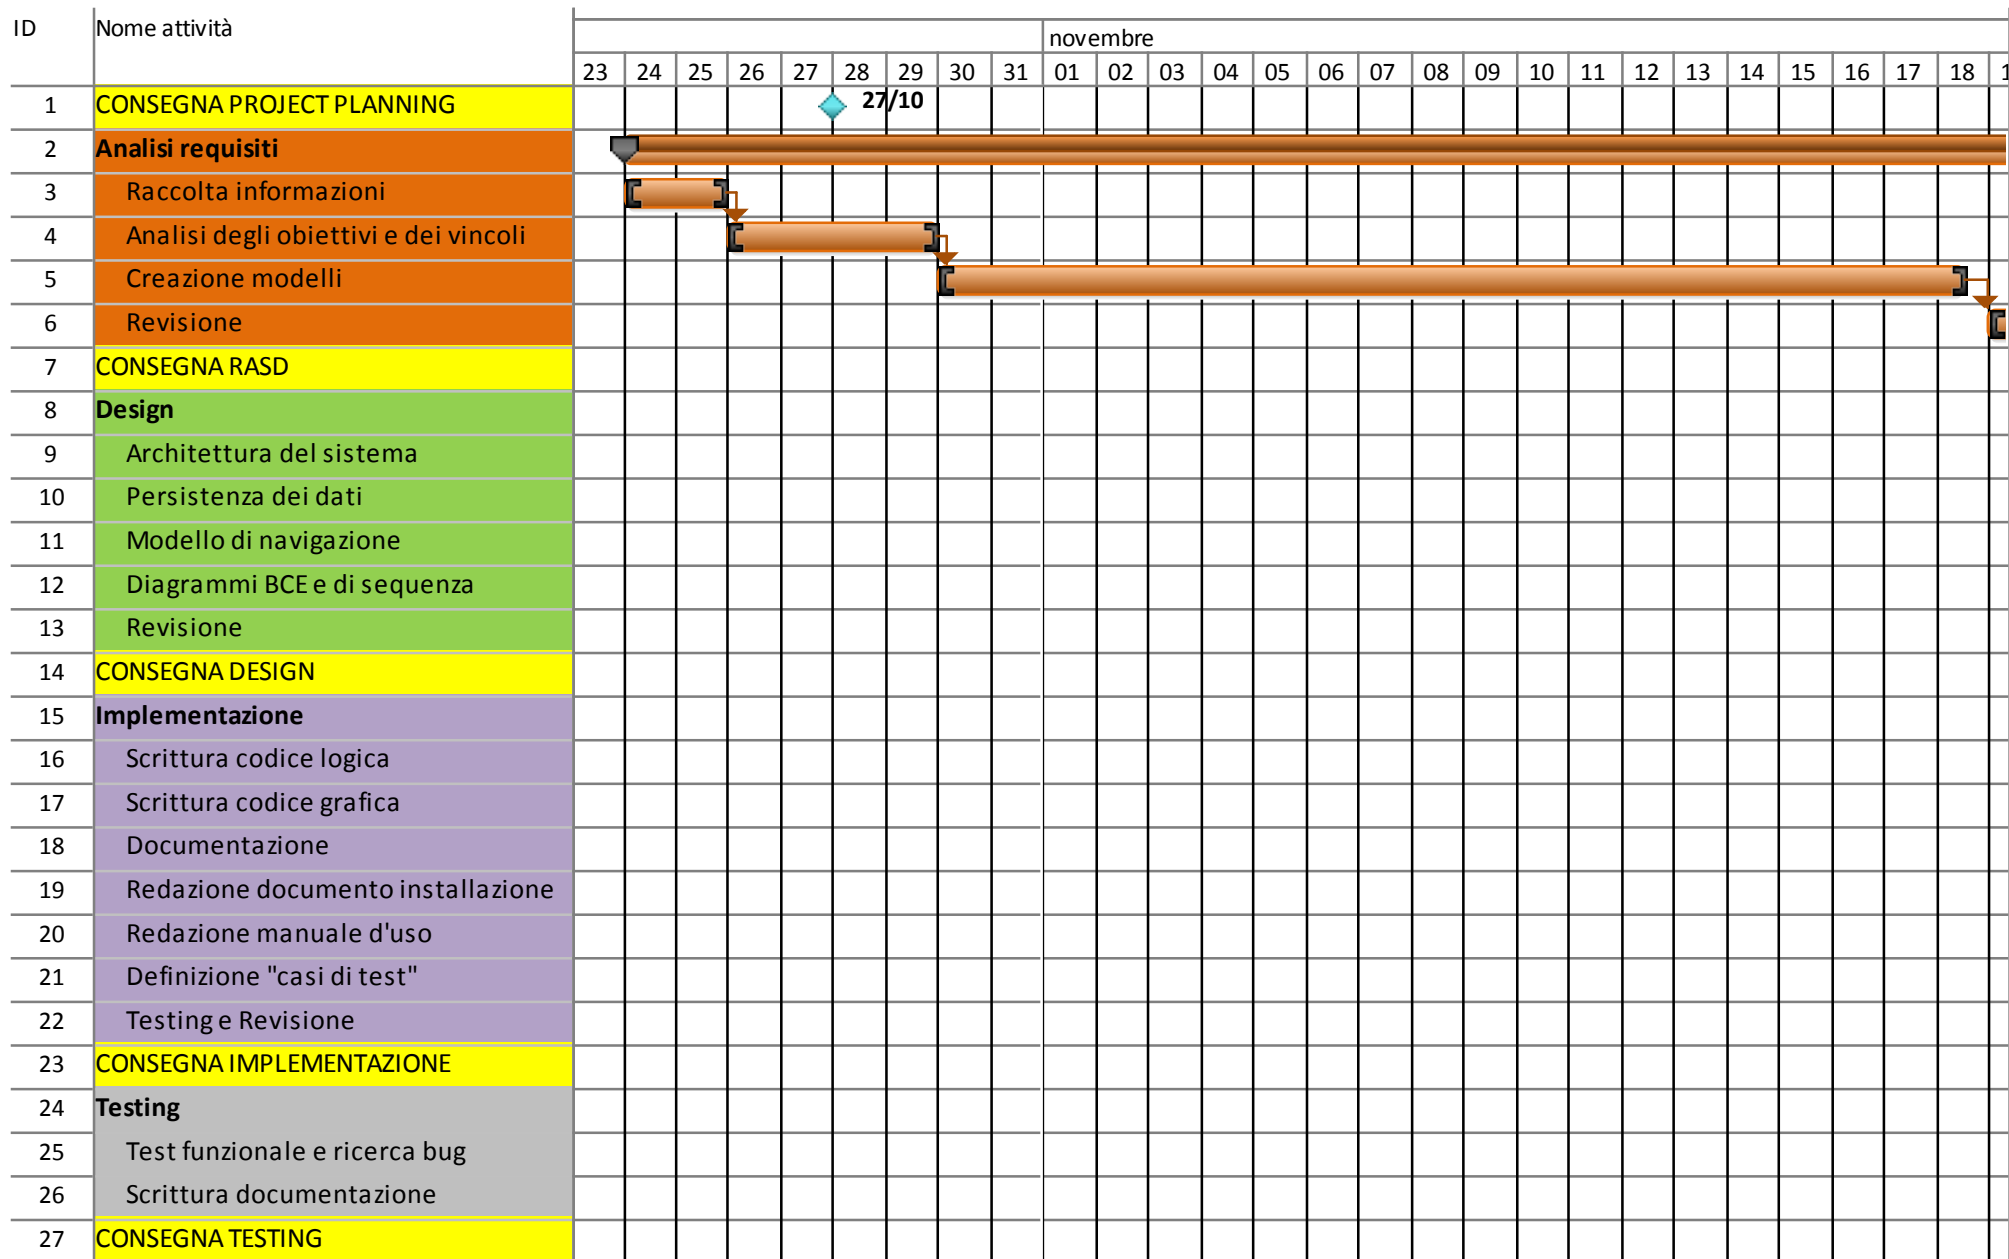 ID Nome attività
novembre
23 24 25 26 27 28 29 30 31 01 02 03 04 05 06 07 08 09 10 11 12 13 14 15 16 17 18 1
1 CONSEGNA PROJECT PLANNING 27/10
2 Analisi requisiti
3 Raccolta informazioni
4 Analisi degli obiettivi e dei vincoli
5 Creazione modelli
6 Revisione
7 CONSEGNA RASD
8 Design
9 Architettura del sistema
10 Persistenza dei dati
11 Modello di navigazione
12 Diagrammi BCE e di sequenza
13 Revisione
14 CONSEGNA DESIGN
15 Implementazione
16 Scrittura codice logica
17 Scrittura codice grafica
18 Documentazione
19 Redazione documento installazione
20 Redazione manuale d'uso
21 Definizione "casi di test"
22 Testing e Revisione
23 CONSEGNA IMPLEMENTAZIONE
24 Testing
25 Test funzionale e ricerca bug
26 Scrittura documentazione
27 CONSEGNA TESTING